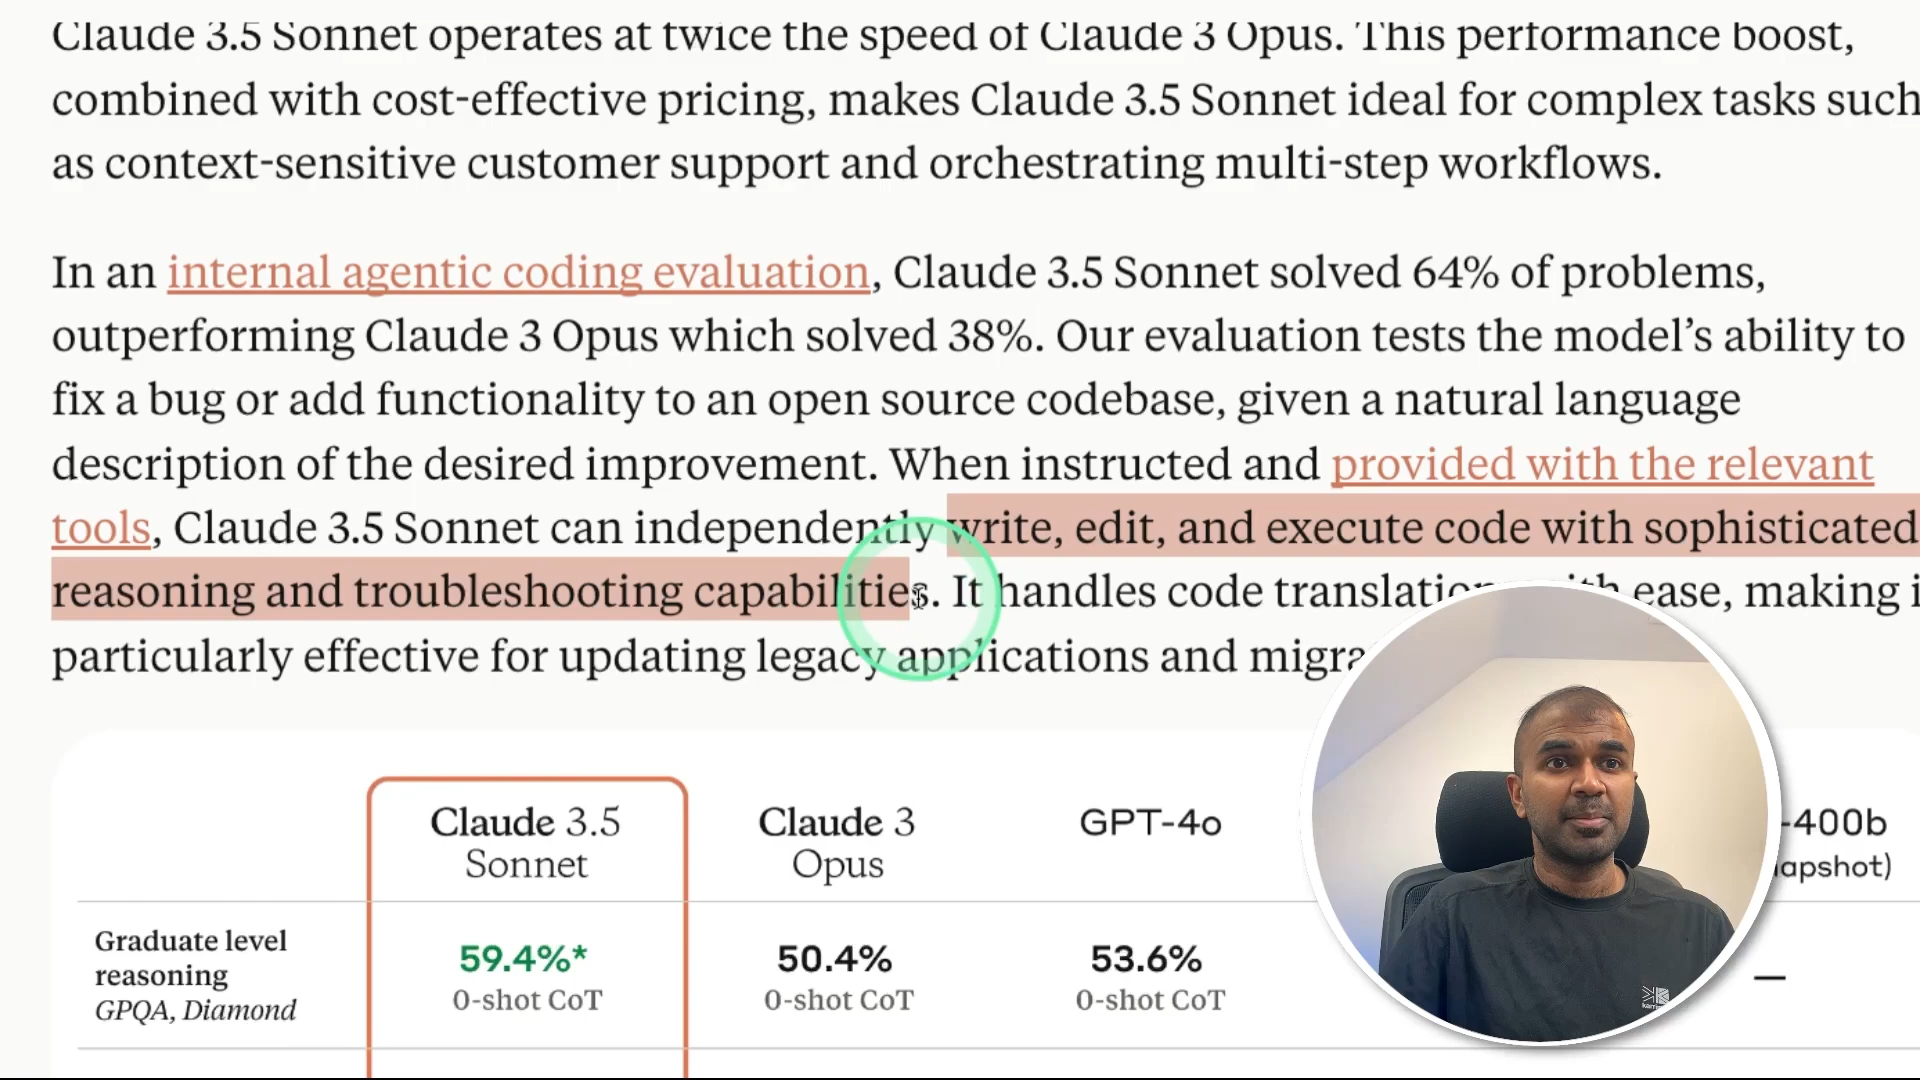 Claude 3.5 Sonnet operates at twice the speed of Claude 3 Opus. This performance boost,
combined with cost-effective pricing, makes Claude 3.5 Sonnet ideal for complex tasks such
as context-sensitive customer support and orchestrating multi-step workflows.
In an internal agentic coding evaluation, Claude 3.5 Sonnet solved 64% of problems,
outperforming Claude 3 Opus which solved 38%. Our evaluation tests the model’s ability to
fix a bug or add functionality to an open source codebase, given a natural language
description of the desired improvement. When instructed and provided with the relevant
tools, Claude 3.5 Sonnet can independently write, edit, and execute code with sophisticated
reasoning and troubleshooting capabilities. It handles code translation with ease, making i
particularly effective for updating legacy applications and migra
Claude 3.5
Sonnet
Claude 3
Opus
GPT-4o
-400b
apshot)
Graduate level
reasoning
GPQA, Diamond
59.4%*
0-shot CoT
50.4%
0-shot CoT
53.6%
0-shot CoT
—